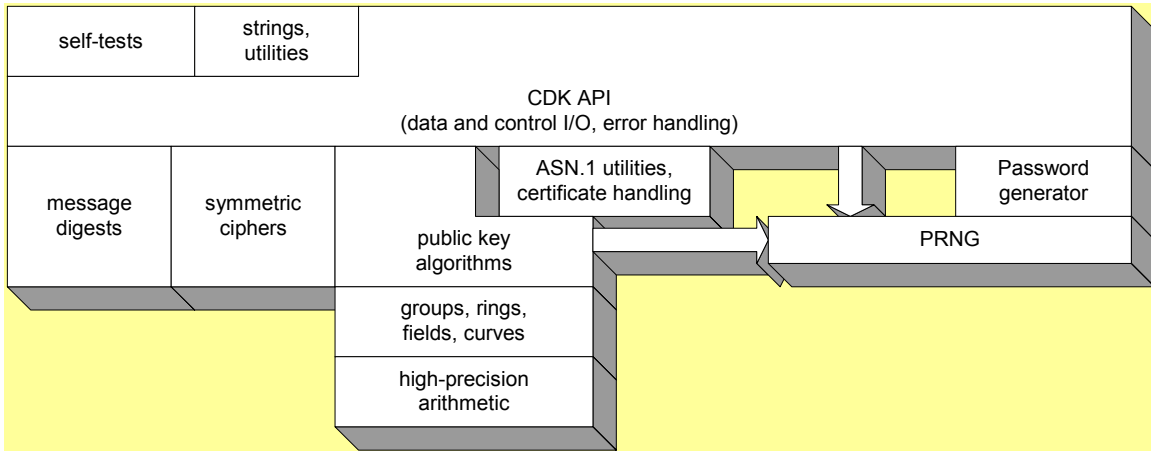 self-tests
strings,
utilities
CDK API
(data and control I/O, error handling)
message
digests
symmetric
ciphers
ASN.1 utilities,
certificate handling
Password
generator
public key
algorithms
PRNG
groups, rings,
fields, curves
high-precision
arithmetic